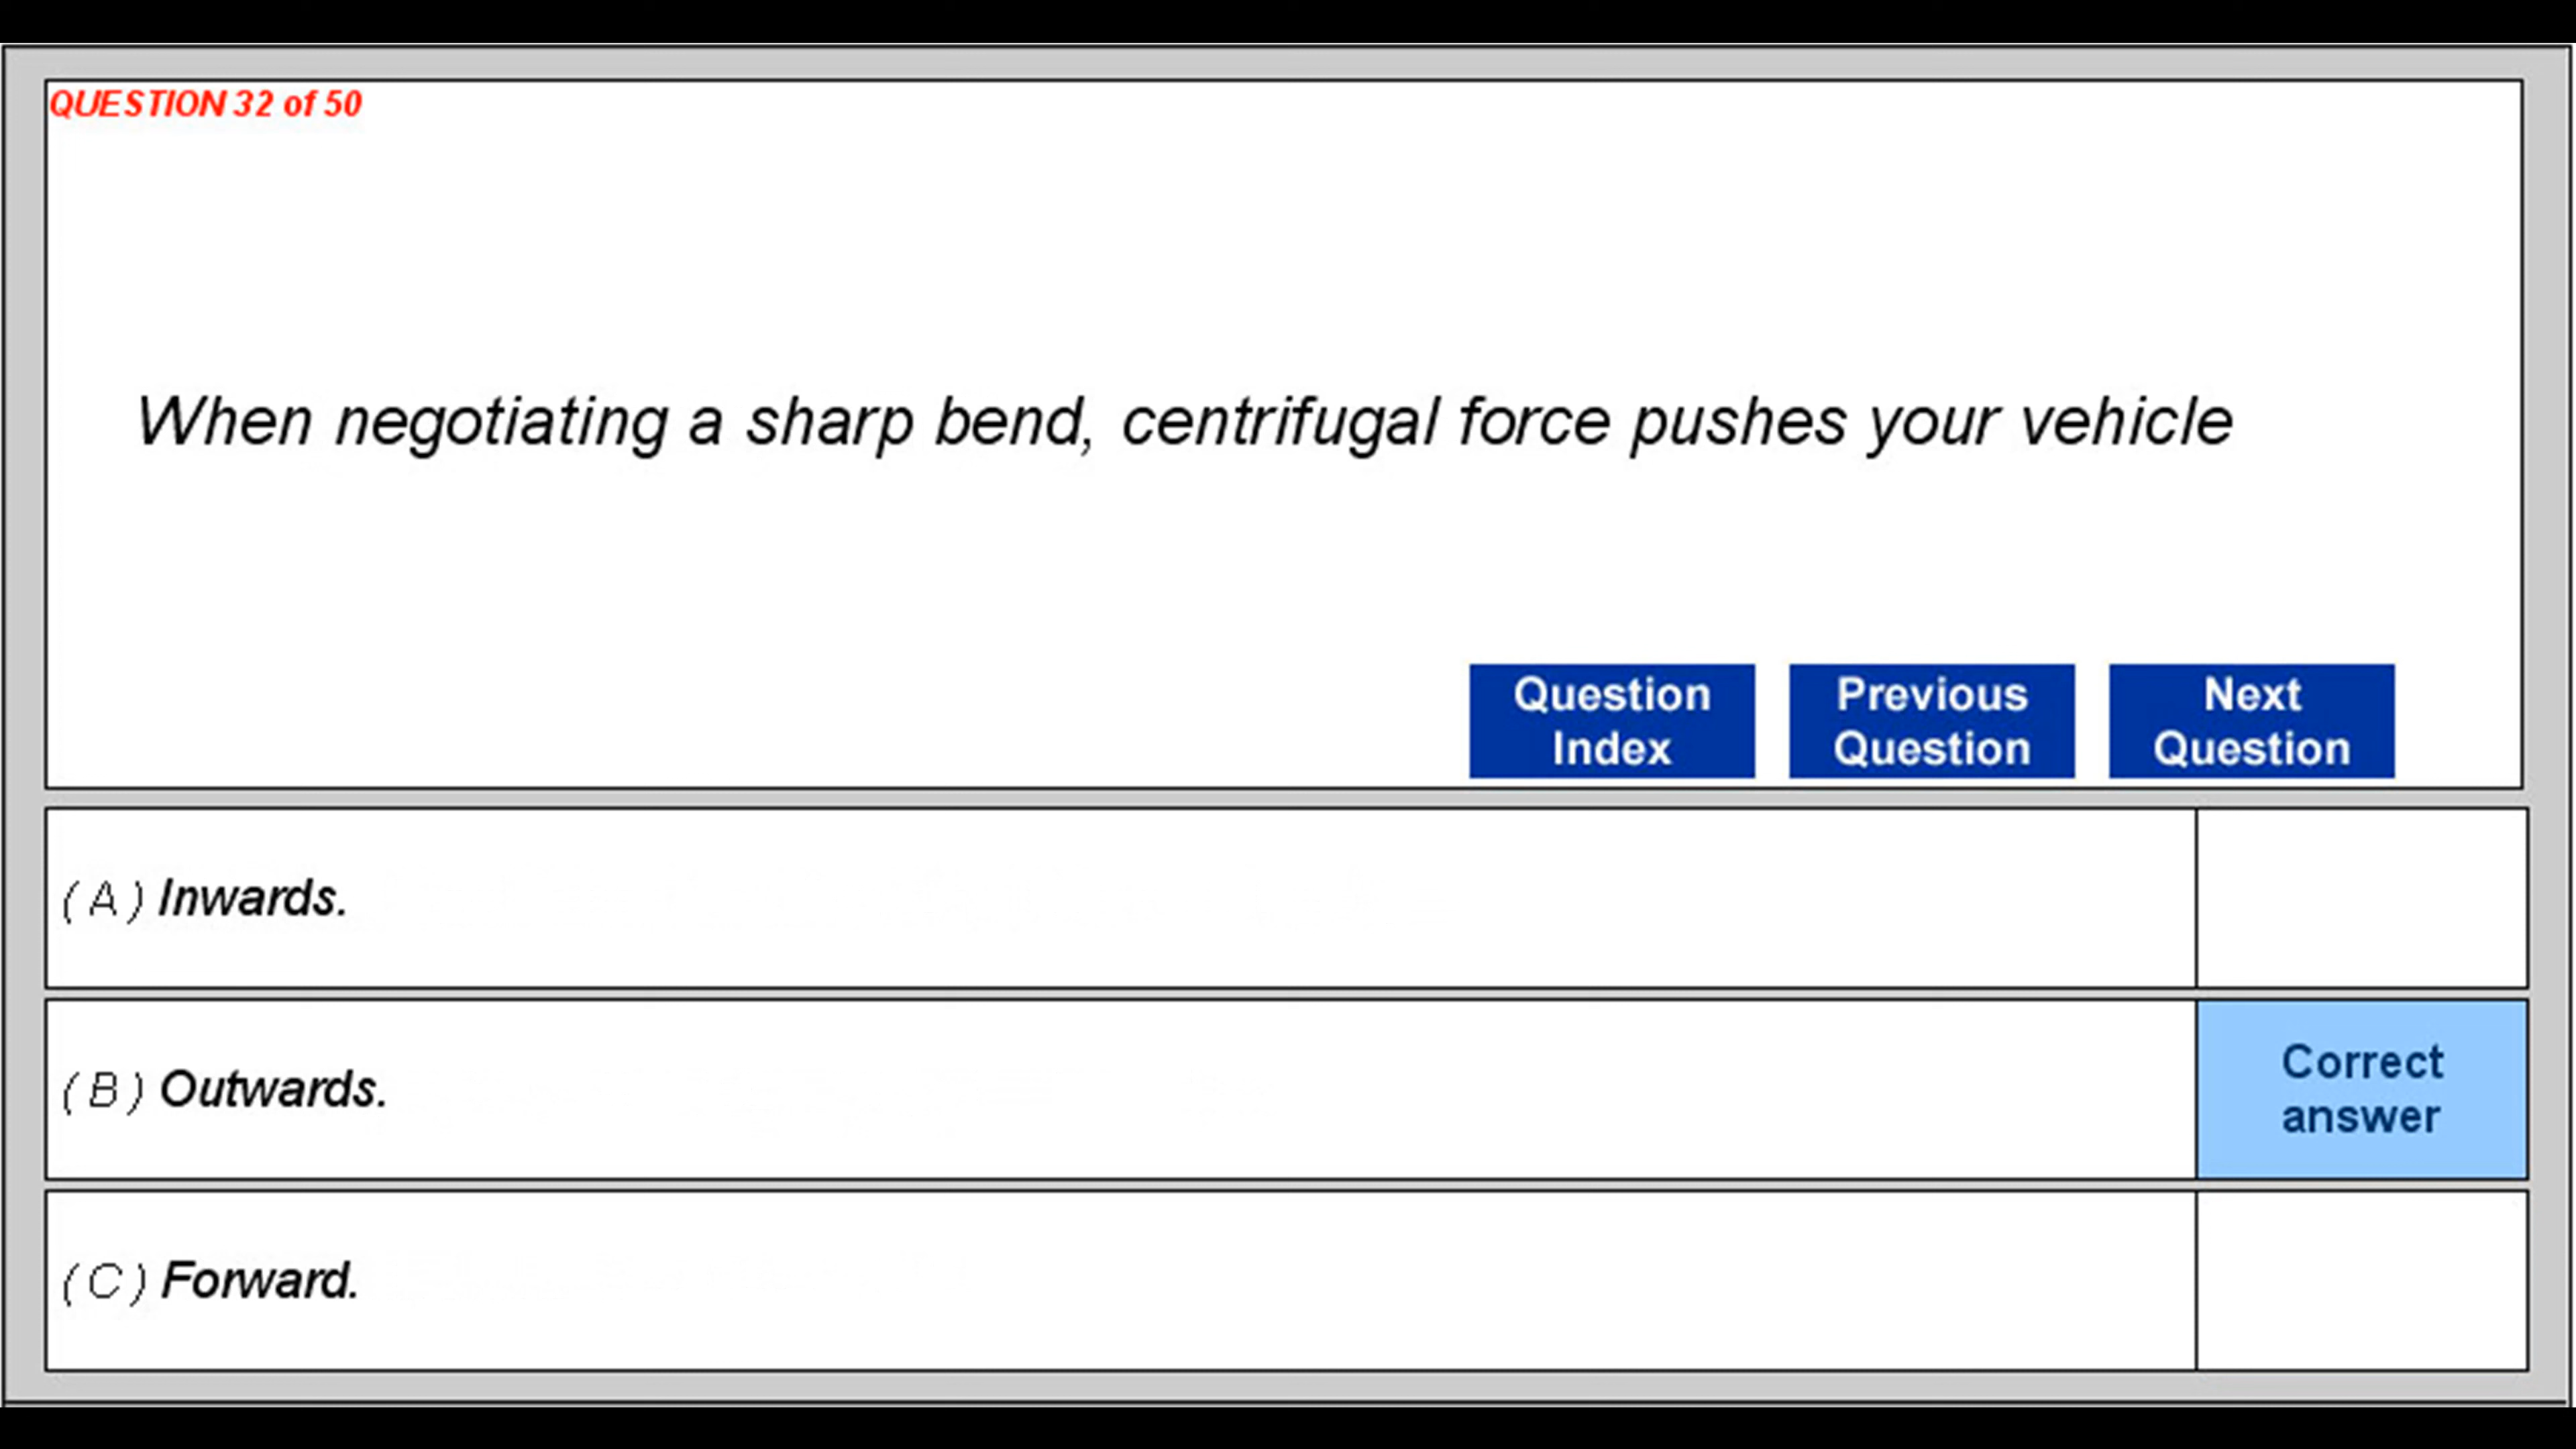 QUESTION 32 of 50
When negotiating a sharp bend, centrifugal force pushes your vehicle
Question
Index
Previous
Question
Next
Question
(A) Inwards.
(B) Outwards.
Correct
answer
(C) Forward.